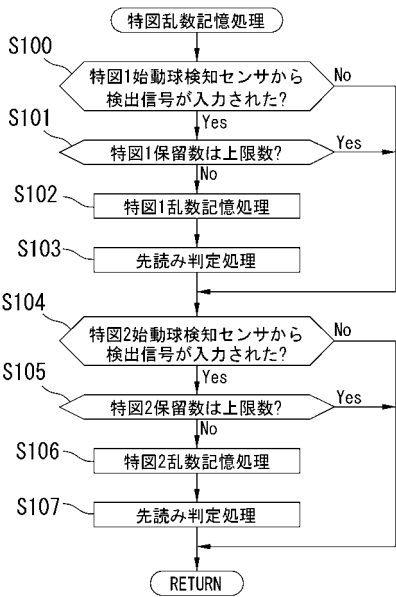 特図乱数記憶処理
S100
特図1始動球検知センサから
検出信号が入力された?
No
Yes
S101
特図1保留数は上限数?
Yes
No
S102
特図1乱数記憶処理
S103
先読み判定処理
S104
特図2始動球検知センサから
検出信号が入力された?
No
Yes
S105
特図2保留数は上限数?
Yes
No
S106
特図2乱数記憶処理
S107
先読み判定処理
RETURN